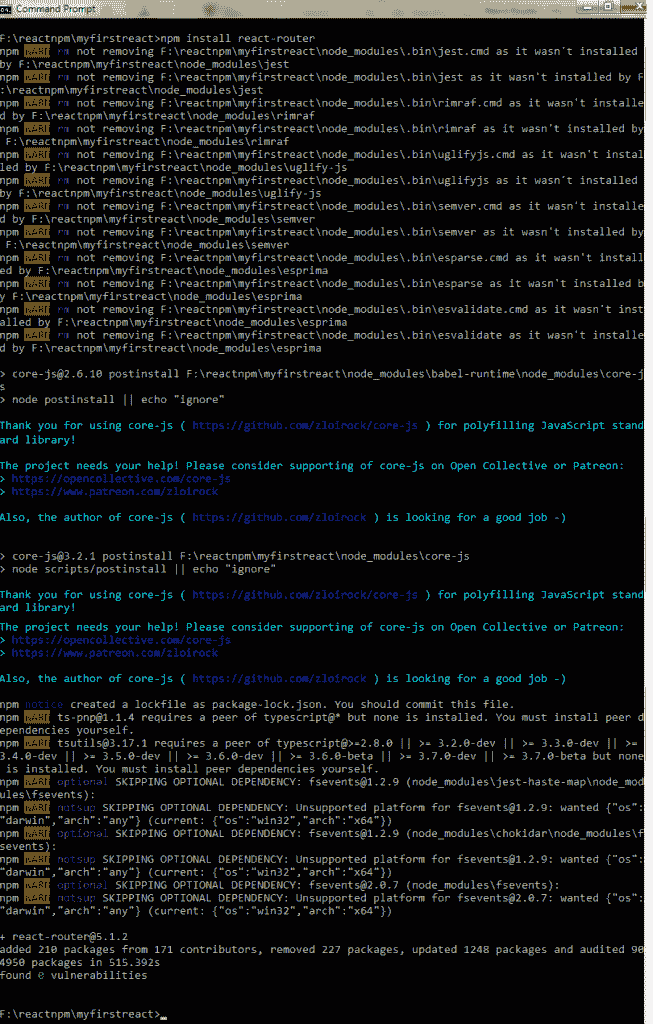 Command Prompt
F:\reactnpm\myfirstreact>npm install react-router
npm WARN rm not removing F:\reactnpm\myfirstreact\node_modules\.bin\jest.cmd as it wasn't installed
by F:\reactnpm\myfirstreact\node_modules\jest
npm WARN rm not removing F:\reactnpm\myfirstreact\node_modules\.bin\jest as it wasn't installed by F
:\reactnpm\myfirstreact\node_modules\jest
npm WARN rm not removing F:\reactnpm\myfirstreact\node_modules\.bin\rimraf.cmd as it wasn't installe
d by F:\reactnpm\myfirstreact\node_modules\rimraf
npm WARN rm not removing F:\reactnpm\myfirstreact\node_modules\.bin\rimraf as it wasn't installed by
F:\reactnpm\myfirstreact\node_modules\rimraf
npm WARN rm not removing F:\reactnpm\myfirstreact\node_modules\.bin\uglifyjs.cmd as it wasn't instal
led by F:\reactnpm\myfirstreact\node_modules\uglify-js
npm WARN rm not removing F:\reactnpm\myfirstreact\node_modules\.bin\uglifyjs as it wasn't installed
by F:\reactnpm\myfirstreact\node_modules\uglify-js
npm WARN rm not removing F:\reactnpm\myfirstreact\node_modules\.bin\semver.cmd as it wasn't installe
d by F:\reactnpm\myfirstreact\node_modules\semver
npm WARN rm not removing F:\reactnpm\myfirstreact\node_modules\.bin\semver as it wasn't installed by
F:\reactnpm\myfirstreact\node_modules\semver
npm WARN rm not removing F:\reactnpm\myfirstreact\node_modules\.bin\esparse.cmd as it wasn't install
ed by F:\reactnpm\myfirstreact\node_modules\esprima
npm WARN rm not removing F:\reactnpm\myfirstreact\node_modules\.bin\esparse as it wasn't installed b
y F:\reactnpm\myfirstreact\node_modules\esprima
npm WARN rm not removing F:\reactnpm\myfirstreact\node_modules\.bin\esvalidate.cmd as it wasn't inst
alled by F:\reactnpm\myfirstreact\node_modules\esprima
npm WARN rm not removing F:\reactnpm\myfirstreact\node_modules\.bin\esvalidate as it wasn't installe
d by F:\reactnpm\myfirstreact\node_modules\esprima
> core-js@2.6.10 postinstall F:\reactnpm\myfirstreact\node_modules\babel-runtime\node_modules\core-j
s
> node postinstall || echo "ignore"
Thank you for using core-js ( https://github.com/zloirock/core-js ) for polyfilling JavaScript stand
ard library!
The project needs your help! Please consider supporting of core-js on Open Collective or Patreon:
> https://opencollective.com/core-js
> https://www.patreon.com/zloirock
Also, the author of core-js ( https://github.com/zloirock ) is looking for a good job -)
> core-js@3.2.1 postinstall F:\reactnpm\myfirstreact\node_modules\core-js
> node scripts/postinstall || echo "ignore"
Thank you for using core-js ( https://github.com/zloirock/core-js ) for polyfilling JavaScript stand
ard library!
The project needs your help! Please consider supporting of core-js on Open Collective or Patreon:
> https://opencollective.com/core-js
> https://www.patreon.com/zloirock
Also, the author of core-js ( https://github.com/zloirock ) is looking for a good job -)
npm notice created a lockfile as package-lock.json. You should commit this file.
npm WARN ts-pnp@1.1.4 requires a peer of typescript@* but none is installed. You must install peer d
ependencies yourself.
npm WARN tsutils@3.17.1 requires a peer of typescript@>=2.8.0 || >= 3.2.0-dev || >= 3.3.0-dev || >=
3.4.0-dev || >= 3.5.0-dev || >= 3.6.0-dev || >= 3.6.0-beta || >= 3.7.0-dev || >= 3.7.0-beta but none
is installed. You must install peer dependencies yourself.
npm WARN optional SKIPPING OPTIONAL DEPENDENCY: fsevents@1.2.9 (node_modules\jest-haste-map\node_mod
ules\fsevents):
npm WARN notsup SKIPPING OPTIONAL DEPENDENCY: Unsupported platform for fsevents@1.2.9: wanted {"os":
"darwin","arch":"any"} (current: {"os":"win32","arch":"x64"})
npm WARN optional SKIPPING OPTIONAL DEPENDENCY: fsevents@1.2.9 (node_modules\chokidar\node_modules\f
sevents):
npm WARN notsup SKIPPING OPTIONAL DEPENDENCY: Unsupported platform for fsevents@1.2.9: wanted {"os":
"darwin","arch":"any"} (current: {"os":"win32","arch":"x64"})
npm WARN optional SKIPPING OPTIONAL DEPENDENCY: fsevents@2.0.7 (node_modules\fsevents):
npm WARN notsup SKIPPING OPTIONAL DEPENDENCY: Unsupported platform for fsevents@2.0.7: wanted {"os":
"darwin","arch":"any"} (current: {"os":"win32","arch":"x64"})
+ react-router@5.1.2
added 210 packages from 171 contributors, removed 227 packages, updated 1248 packages and audited 90
4950 packages in 515.392s
found 0 vulnerabilities
F:\reactnpm\myfirstreact>